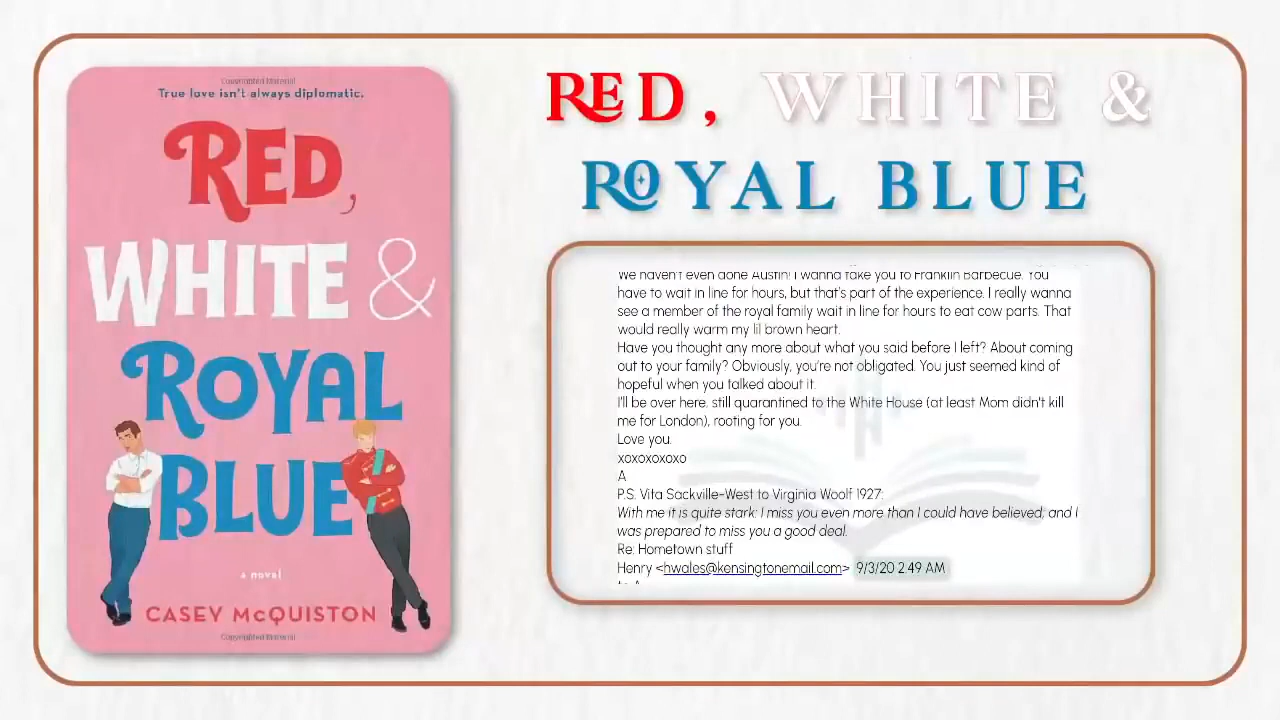 Copyrighted Material
True love isn't always diplomatic.
RED,
WHITE &
ROYAL
BLUE
a novel
CASEY McQUISTON
Copyrighted Material
RED, WHITE &
ROYAL BLUE
We haven't even done Austin! I wanna take you to Franklin Barbecue. You
have to wait in line for hours, but that's part of the experience. I really wanna
see a member of the royal family wait in line for hours to eat cow parts. That
would really warm my lil brown heart.
Have you thought any more about what you said before I left? About coming
out to your family? Obviously, you're not obligated. You just seemed kind of
hopeful when you talked about it.
I'll be over here, still quarantined to the White House (at least Mom didn't kill
me for London), rooting for you.
Love you.
xoxoxoxoxo
A
P.S. Vita Sackville-West to Virginia Woolf 1927:
With me it is quite stark: I miss you even more than I could have believed; and I
was prepared to miss you a good deal.
Re: Hometown stuff
Henry <hwales@kensingtonemail.com> 9/3/20 2:49 AM